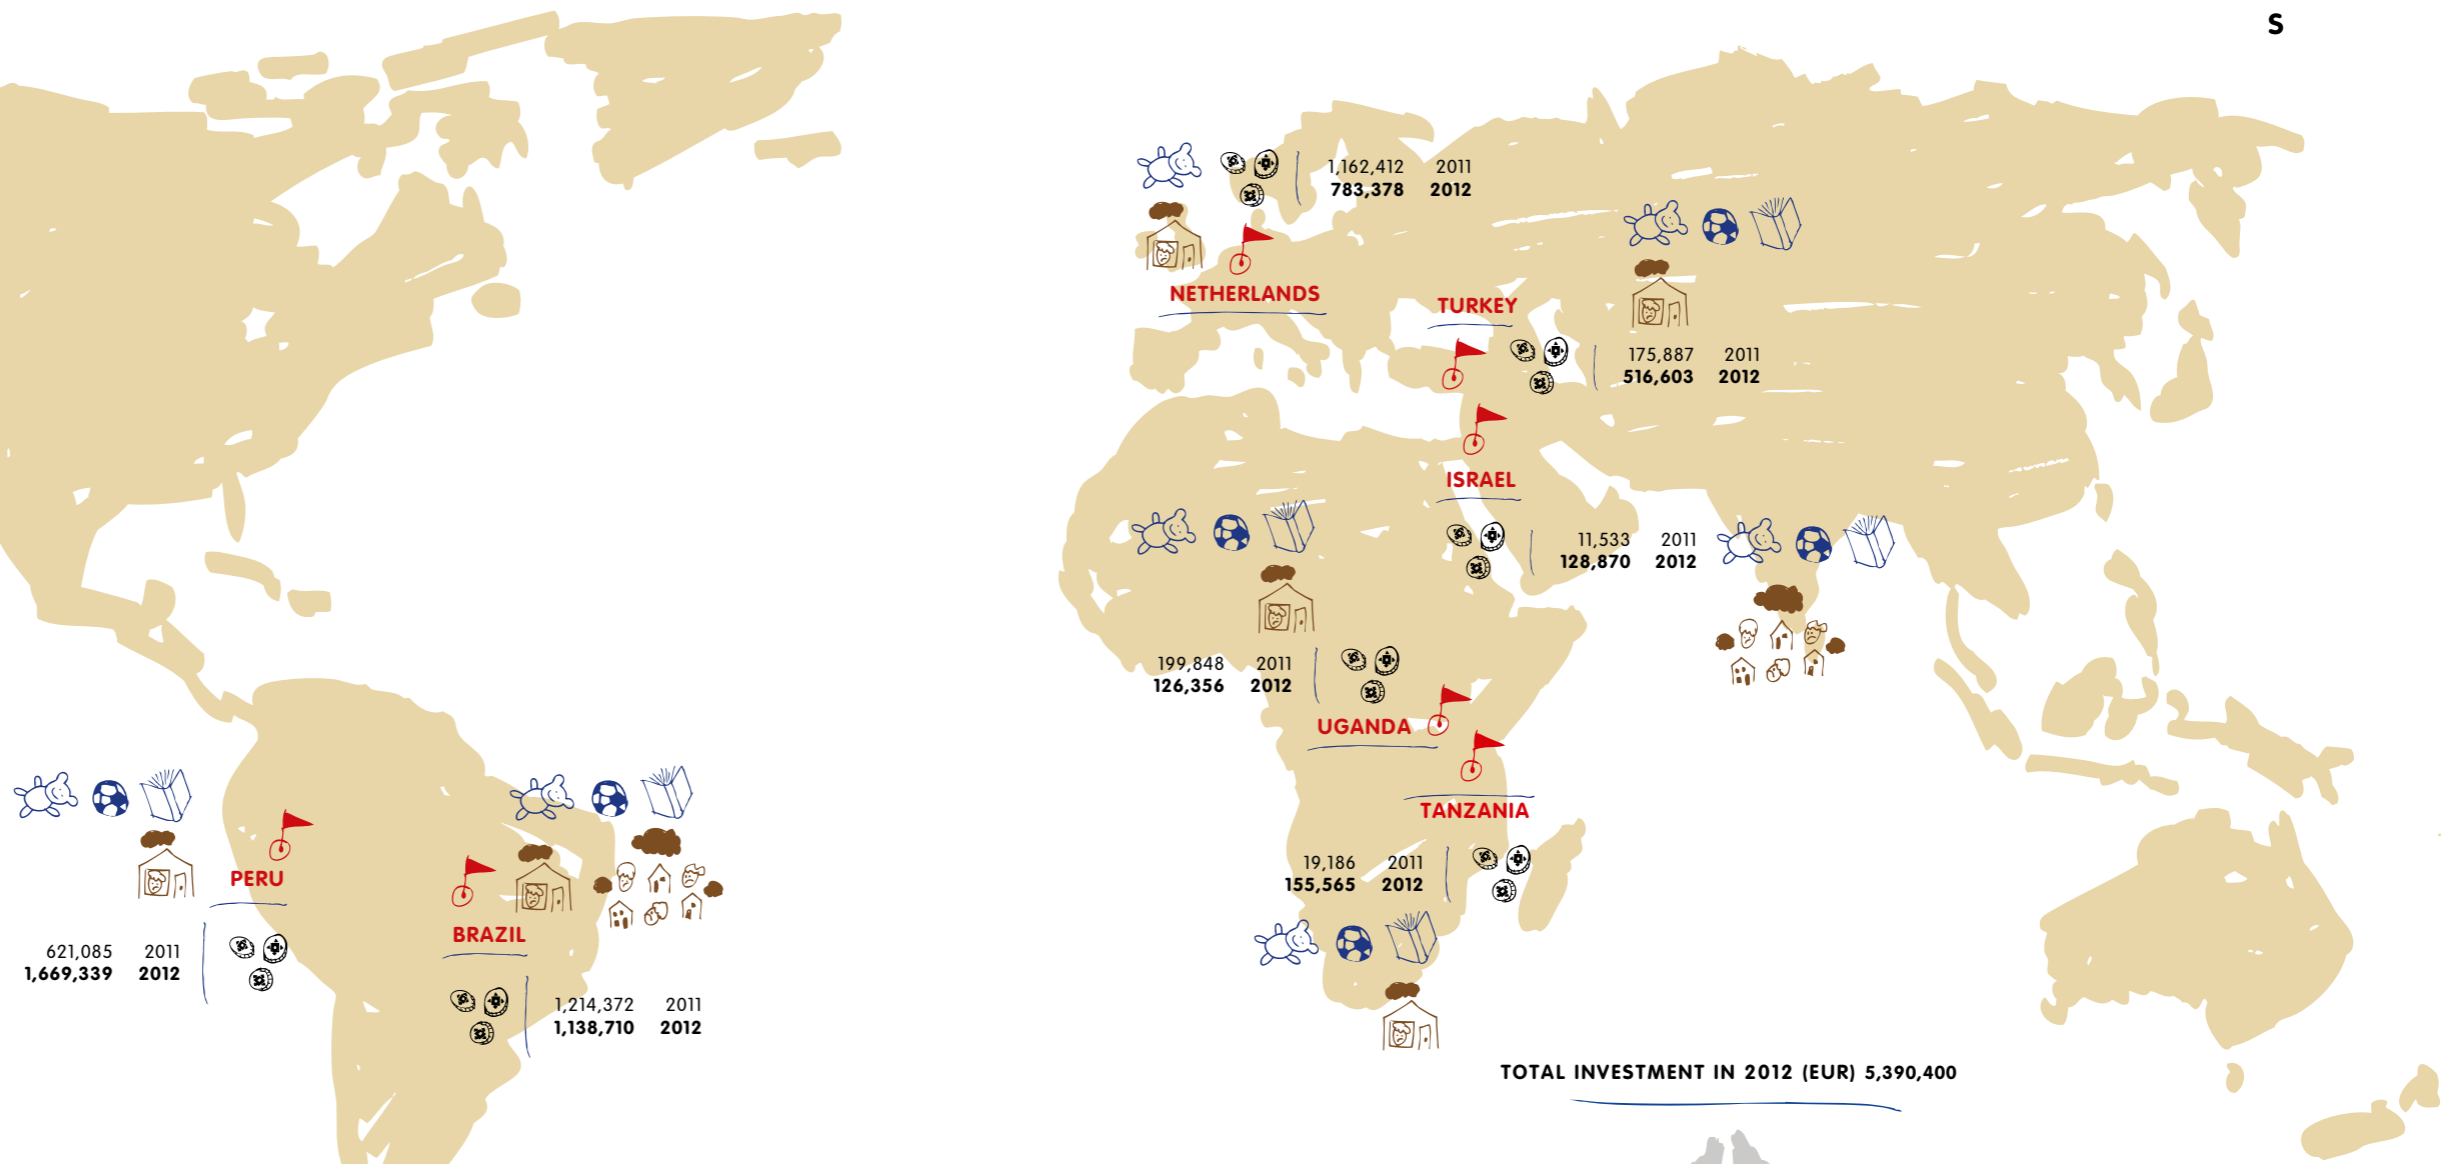 S
1,162,412 2011
783,378 2012
NETHERLANDS
TURKEY
175,887 2011
516,603 2012
ISRAEL
11,533 2011
128,870 2012
199,848 2011
126,356 2012
UGANDA
TANZANIA
19,186 2011
155,565 2012
PERU
621,085 2011
1,669,339 2012
BRAZIL
1,214,372 2011
1,138,710 2012
TOTAL INVESTMENT IN 2012 (EUR) 5,390,400